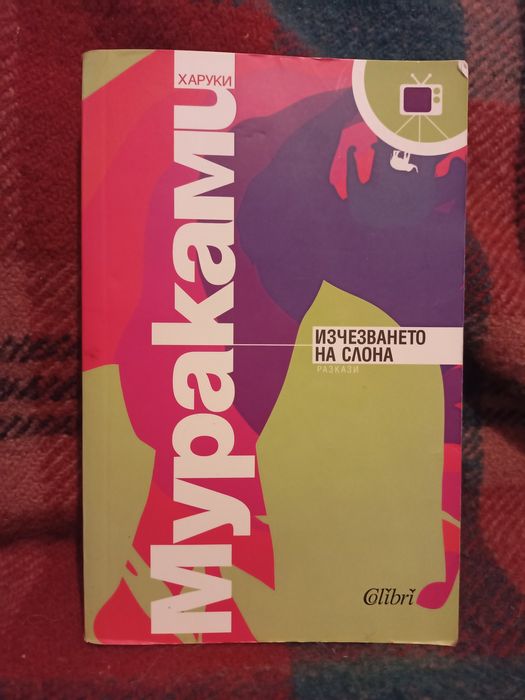 ХАРУКИ
Мураками
ИЗЧЕЗВАНЕТО
НА СЛОНА
РАЗКАЗИ
Colibri